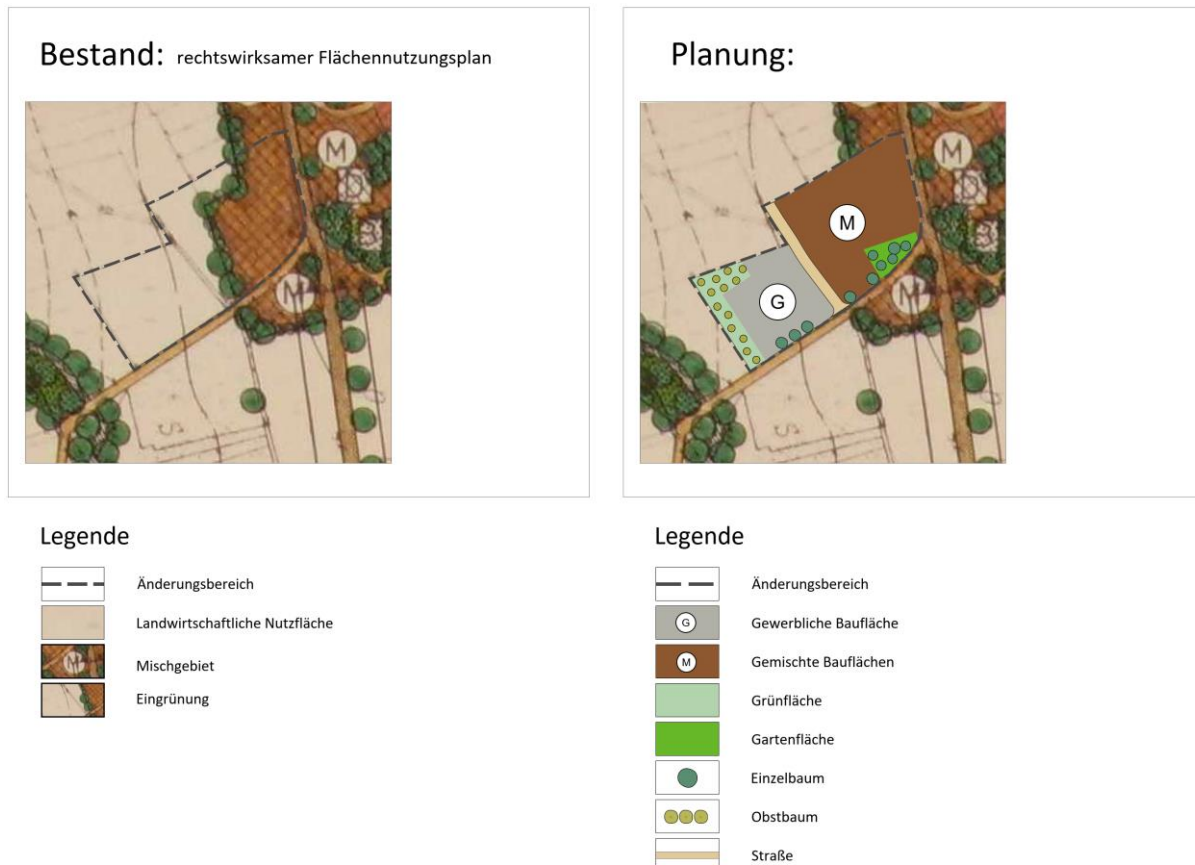 Bestand: rechtswirksamer Flächennutzungsplan
M
D
M
S
Legende
Änderungsbereich
Landwirtschaftliche Nutzfläche
M
Mischgebiet
Eingrünung
Planung:
M
D
M
G
M
S
Legende
Änderungsbereich
G
Gewerbliche Baufläche
M
Gemischte Bauflächen
Grünfläche
Gartenfläche
Einzelbaum
Obstbaum
Straße